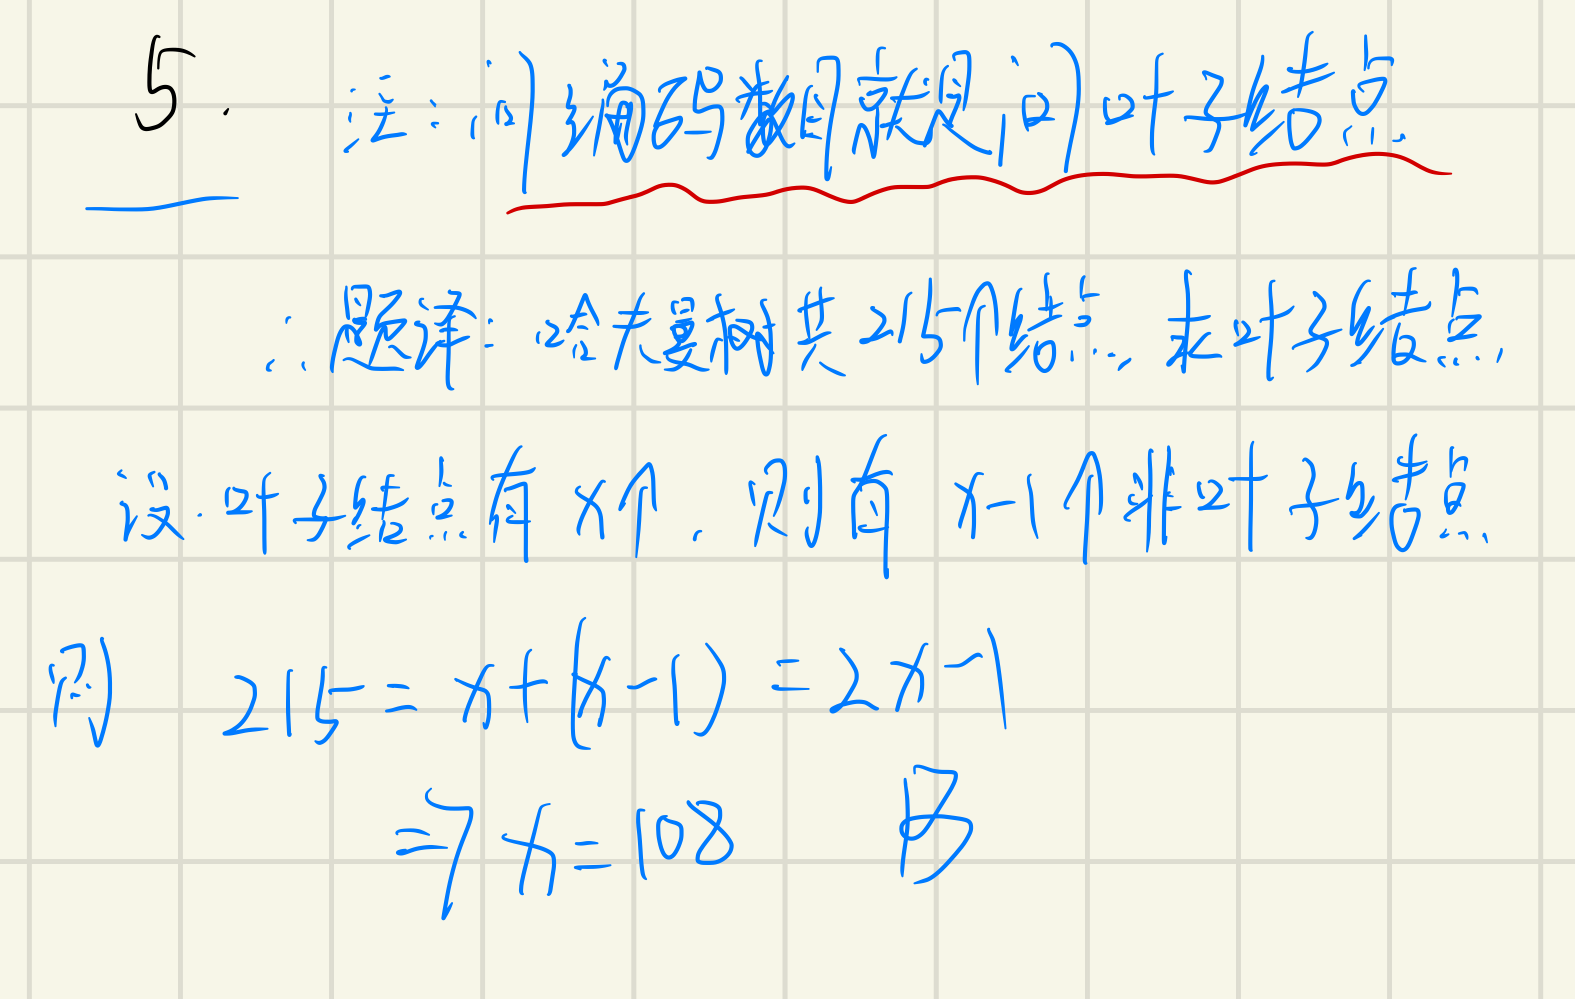 5. 注:问编码数目就是问叶子结点
∴题译:哈夫曼树共215个结点,求叶子结点,
设叶子结点有x个,则有x-1个非叶子结点
则 215=x+(x-1)=2x-1
=>x=108 B